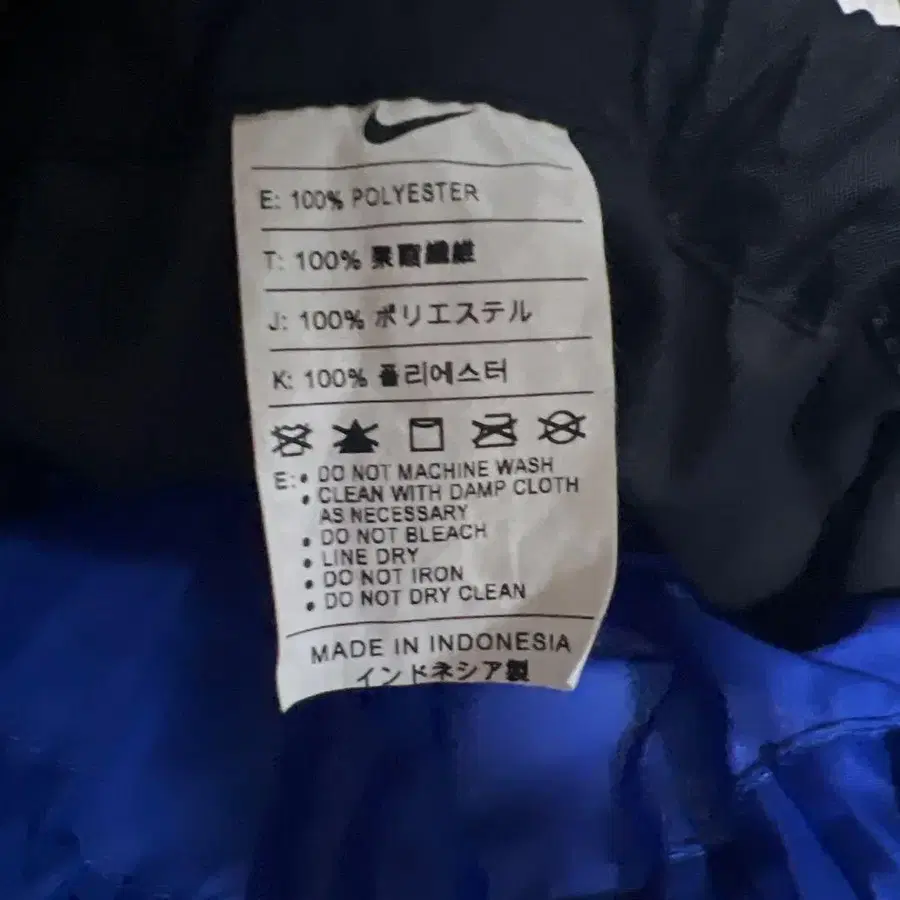 E: 100% POLYESTER
T: 100% 聚酯纖維
J: 100% ポリエステル
K: 100% 폴리에스터
E: • DO NOT MACHINE WASH
• CLEAN WITH DAMP CLOTH
AS NECESSARY
• DO NOT BLEACH
• LINE DRY
• DO NOT IRON
• DO NOT DRY CLEAN
MADE IN INDONESIA
インドネシア製